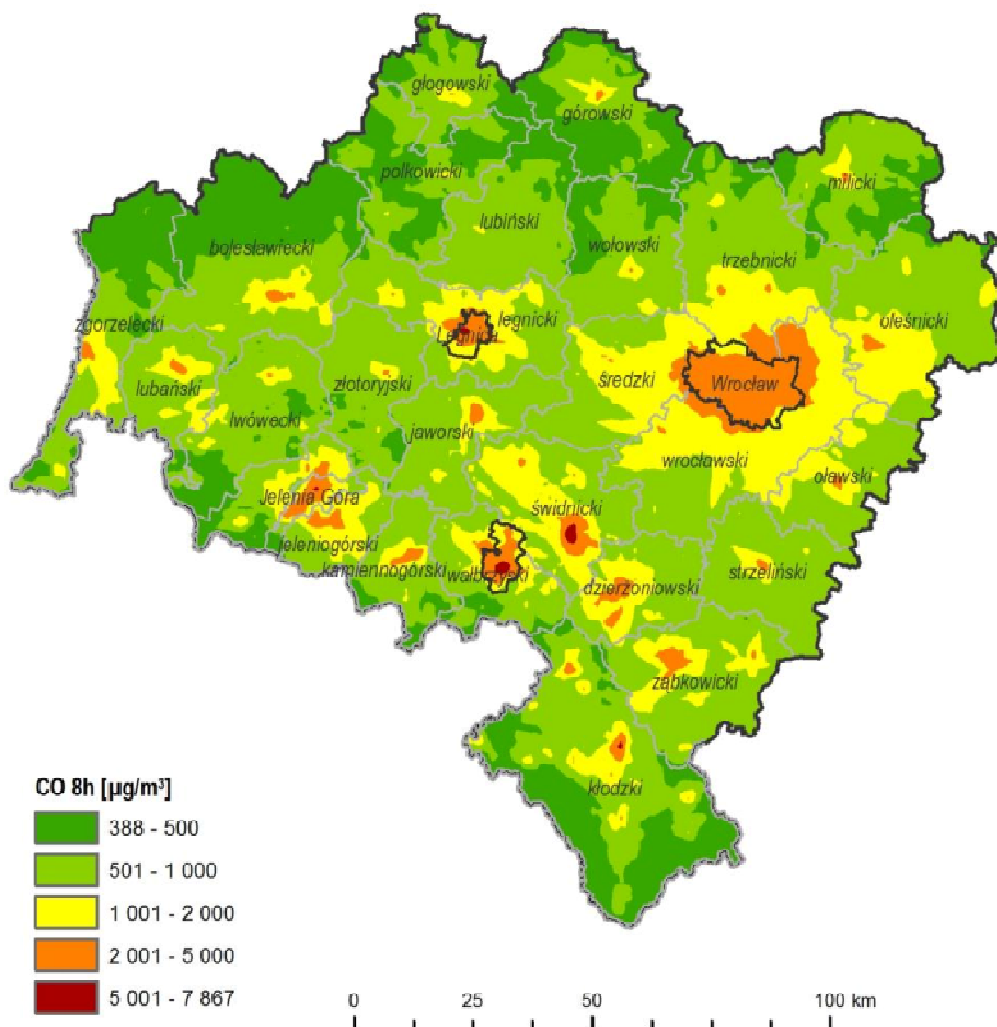 głogowski
górowski
polkowicki
milicki
lubiński
bolesławiecki
wołowski
trzebnicki
zgorzelecki
legnicki
Legnica
oleśnicki
lubański
złotoryjski
średzki
Wrocław
lwówecki
jaworski
wrocławski
oławski
Jelenia Góra
świdnicki
jeleniogórski
kamiennogórski
wałbrzyski
dzierżoniowski
strzeliński
ząbkowicki
kłodzki
CO 8h [µg/m³]
388 - 500
501 - 1 000
1 001 - 2 000
2 001 - 5 000
5 001 - 7 867
0 25 50 100 km